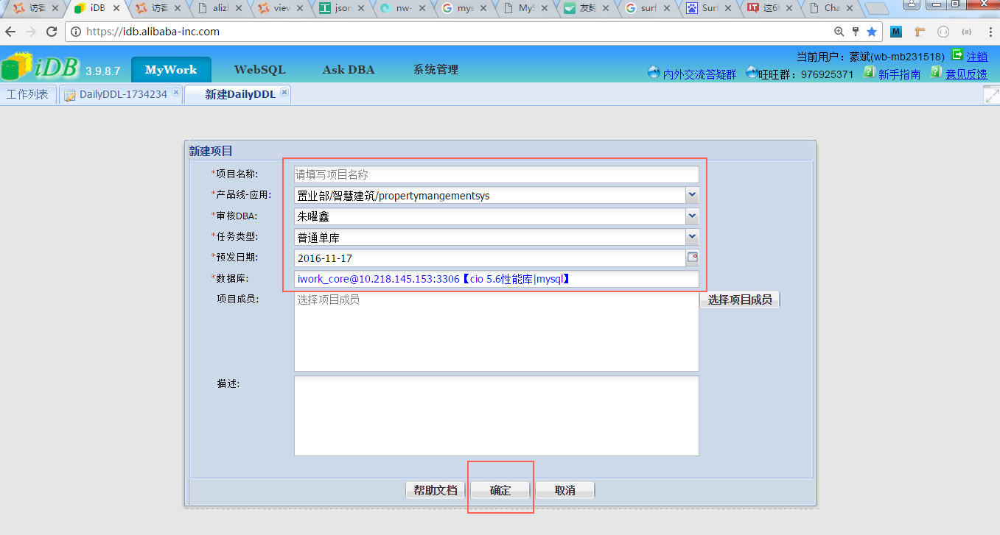 访客 iDB 访客 alizl view json nw- mys MyS 友鲜 surf Surf 这6 Cha
https://idb.alibaba-inc.com
iDB 3.9.8.7 MyWork WebSQL Ask DBA 系统管理
当前用户：蒙斌(wb-mb231518) 注销
内外交流答疑群 旺旺群：976925371 新手指南 意见反馈
工作列表 DailyDDL-1734234 新建DailyDDL
新建项目
*项目名称: 请填写项目名称
*产品线-应用: 置业部/智慧建筑/propertymangementsys
*审核DBA: 朱曜鑫
*任务类型: 普通单库
*预发日期: 2016-11-17
*数据库: iwork_core@10.218.145.153:3306【cio 5.6性能库|mysql】
项目成员: 选择项目成员 选择项目成员
描述:
帮助文档 确定 取消